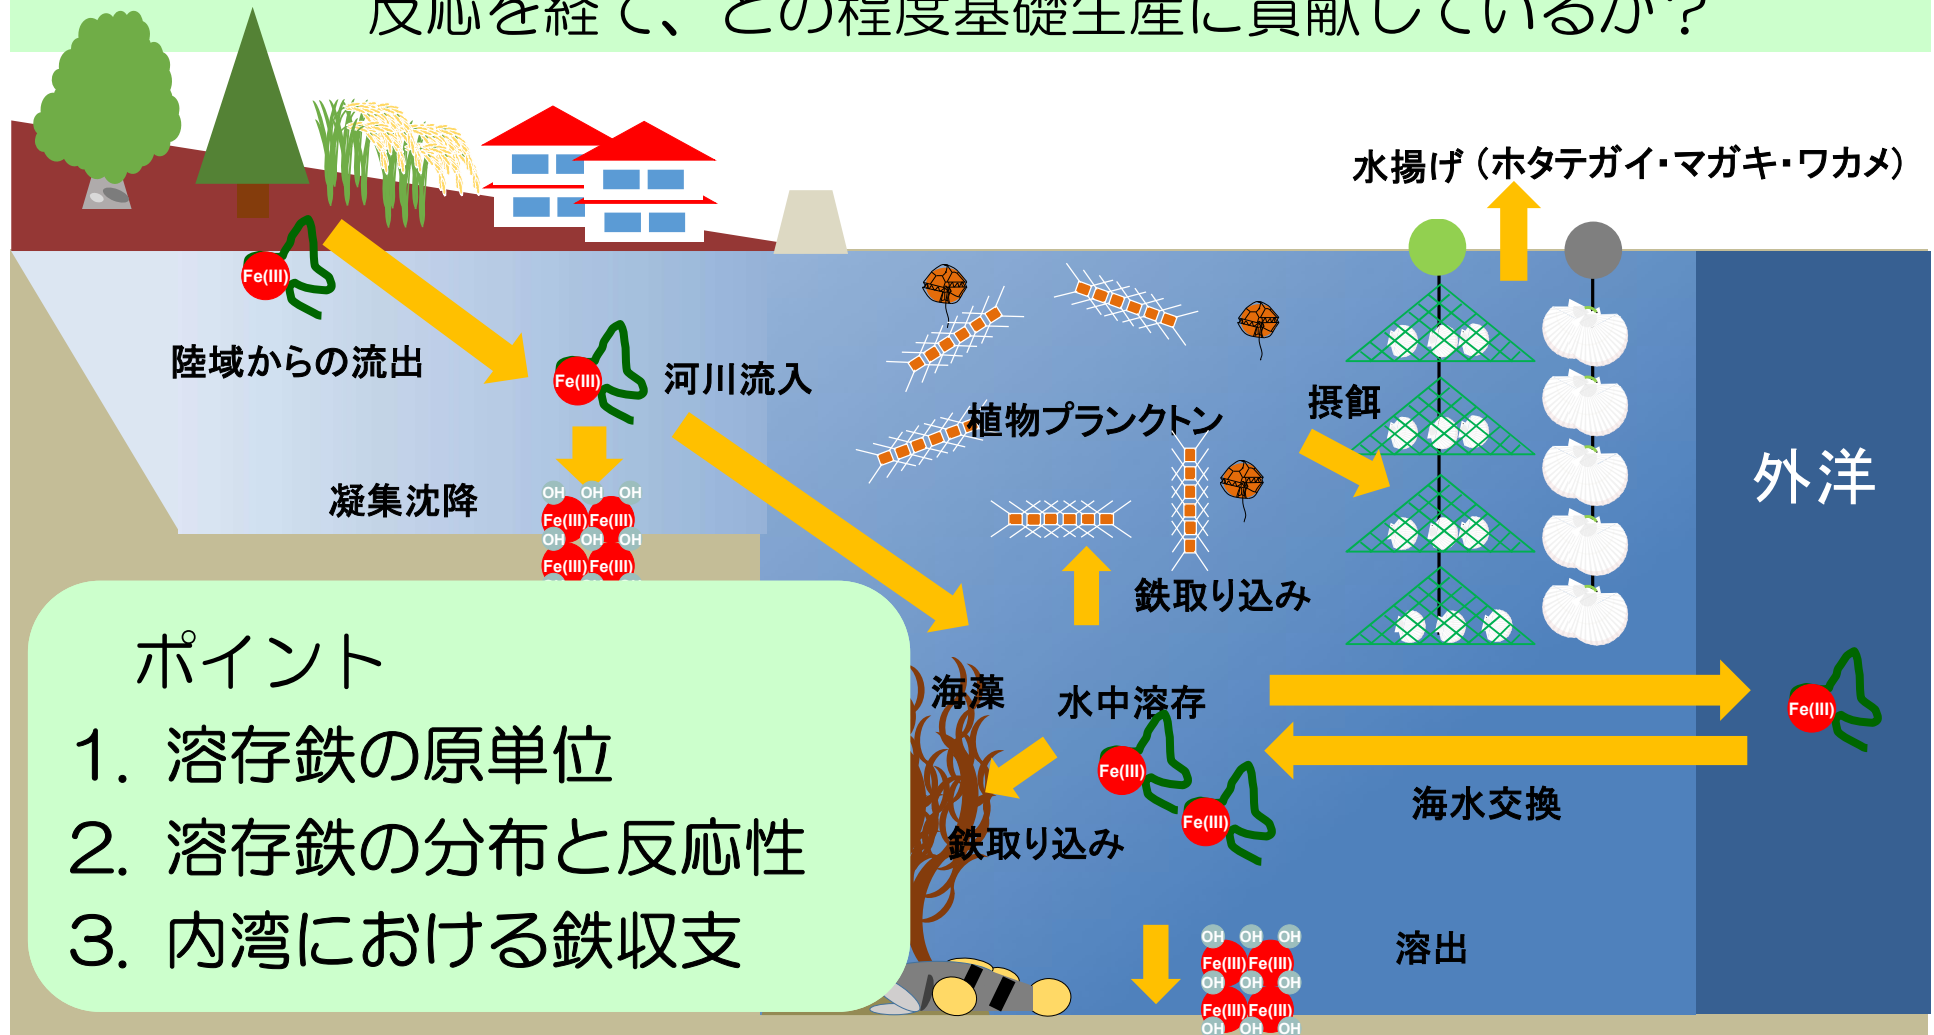 反応を経て、どの程度基礎生産に貢献しているか？
水揚げ（ホタテガイ・マガキ・ワカメ）
Fe(III)
陸域からの流出
Fe(III)
河川流入
植物プランクトン
摂餌
外洋
凝集沈降
OH OH OH
Fe(III) Fe(III)
OH OH OH
Fe(III) Fe(III)
鉄取り込み
ポイント
1. 溶存鉄の原単位
2. 溶存鉄の分布と反応性
3. 内湾における鉄収支
海藻
水中溶存
Fe(III)
Fe(III)
Fe(III)
海水交換
鉄取り込み
溶出
OH OH OH
Fe(III) Fe(III)
OH OH OH
Fe(III) Fe(III)
OH OH OH